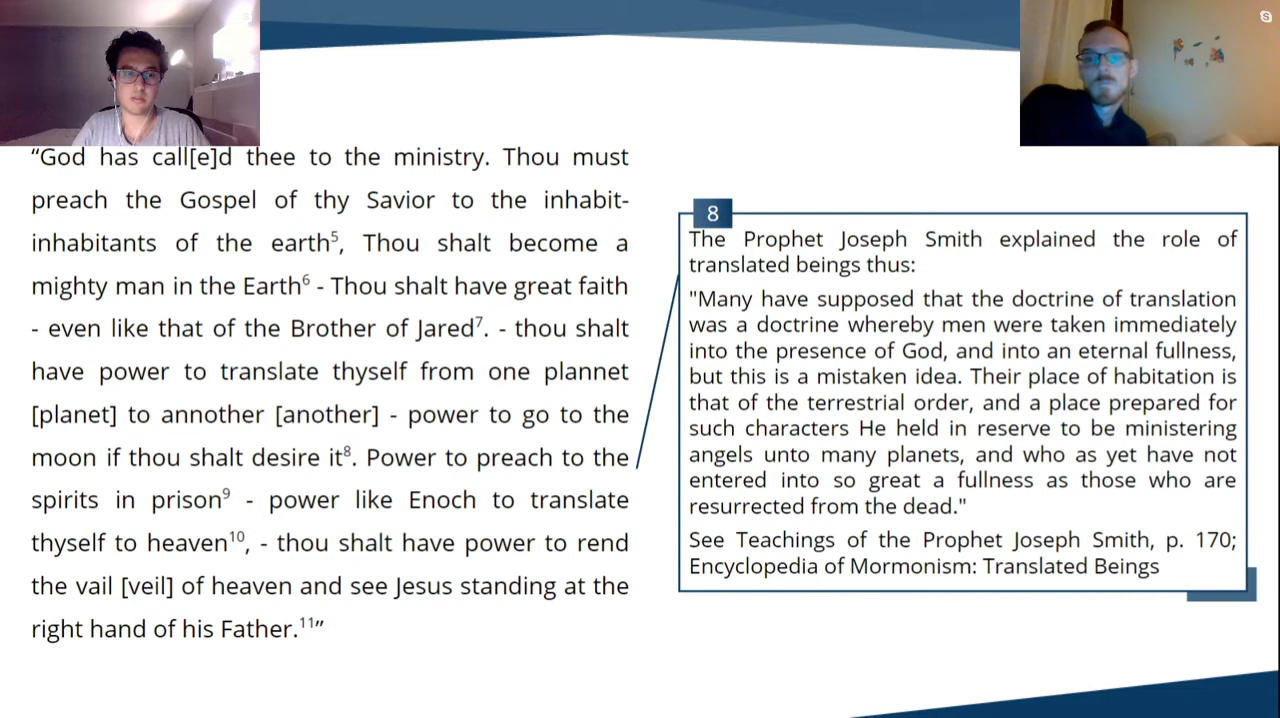 “God has call[e]d thee to the ministry. Thou must
preach the Gospel of thy Savior to the inhabit-
inhabitants of the earth⁵, Thou shalt become a
mighty man in the Earth⁶ - Thou shalt have great faith
- even like that of the Brother of Jared⁷. - thou shalt
have power to translate thyself from one plannet
[planet] to annother [another] - power to go to the
moon if thou shalt desire it⁸. Power to preach to the
spirits in prison⁹ - power like Enoch to translate
thyself to heaven¹⁰, - thou shalt have power to rend
the vail [veil] of heaven and see Jesus standing at the
right hand of his Father.¹¹”
8
The Prophet Joseph Smith explained the role of
translated beings thus:
"Many have supposed that the doctrine of translation
was a doctrine whereby men were taken immediately
into the presence of God, and into an eternal fullness,
but this is a mistaken idea. Their place of habitation is
that of the terrestrial order, and a place prepared for
such characters He held in reserve to be ministering
angels unto many planets, and who as yet have not
entered into so great a fullness as those who are
resurrected from the dead."
See Teachings of the Prophet Joseph Smith, p. 170;
Encyclopedia of Mormonism: Translated Beings